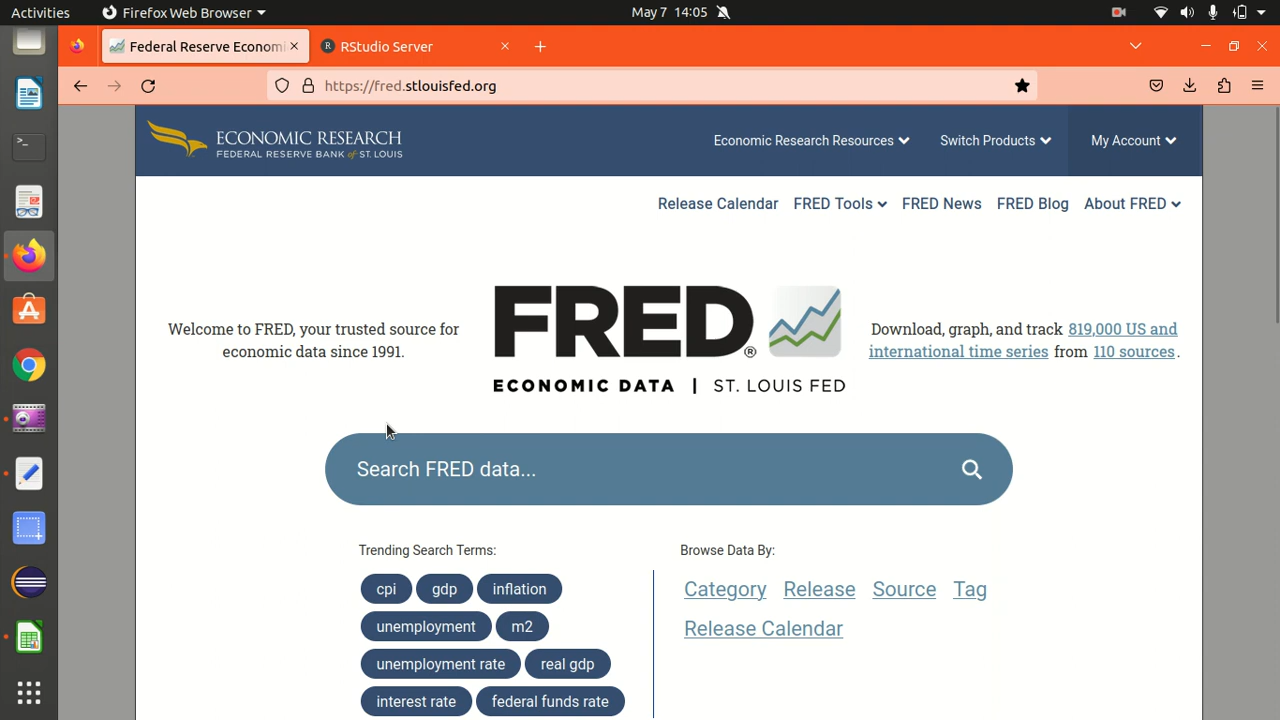 Activities
Firefox Web Browser
May 7 14:05
Federal Reserve Econom
RStudio Server
https://fred.stlouisfed.org
ECONOMIC RESEARCH
FEDERAL RESERVE BANK of ST. LOUIS
Economic Research Resources
Switch Products
My Account
Release Calendar
FRED Tools
FRED News
FRED Blog
About FRED
Welcome to FRED, your trusted source for
economic data since 1991.
FRED®
ECONOMIC DATA | ST. LOUIS FED
Download, graph, and track 819,000 US and
international time series from 110 sources.
Search FRED data...
Trending Search Terms:
cpi
gdp
inflation
unemployment
m2
unemployment rate
real gdp
interest rate
federal funds rate
Browse Data By:
Category
Release
Source
Tag
Release Calendar